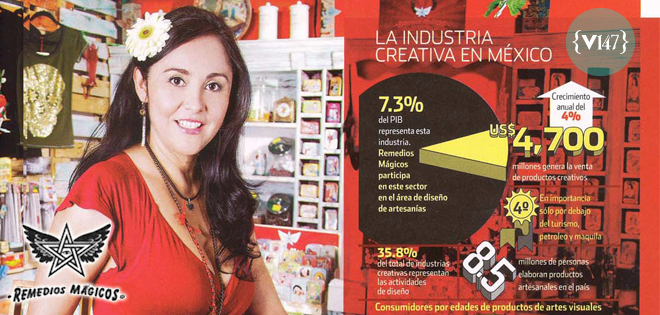 {V147}
LA INDUSTRIA
CREATIVA EN MÉXICO
7.3%
del PIB
representa esta
industria.
Remedios
Mágicos
participa
en este sector
en el área de diseño
de artesanías
Crecimiento
anual del
4%
US$4,700
millones genera la venta
de productos creativos
4º
En importancia
sólo por debajo
del turismo,
petroleo y maquila
35.8%
del total de industrias
creativas representan
las actividades
de diseño
8.5
millones de personas
elaboran productos
artesanales en el país
Consumidores por edades de productos de artes visuales
REMEDIOS MÁGICOS